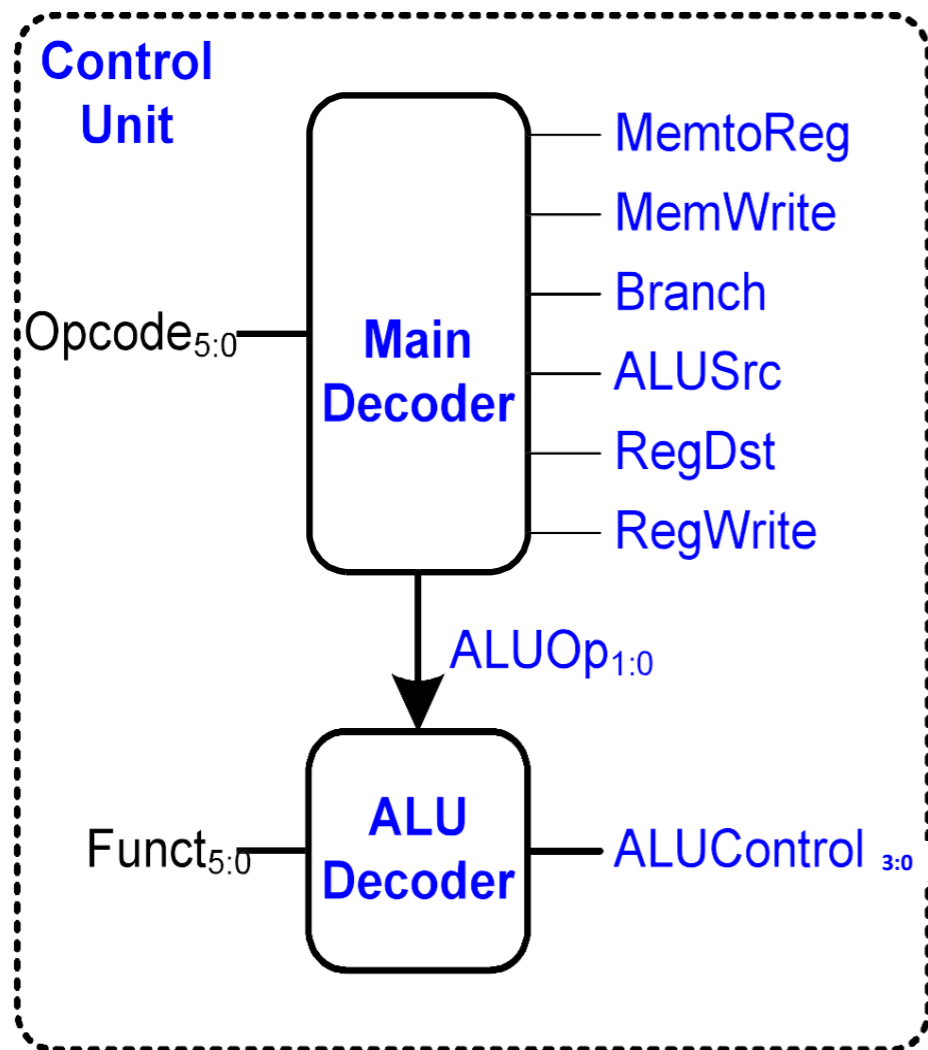 Control
Unit
MemtoReg
MemWrite
Branch
Opcode5:0
Main
Decoder
ALUSrc
RegDst
RegWrite
ALUOp1:0
ALU
Decoder
Funct5:0
ALUControl 3:0